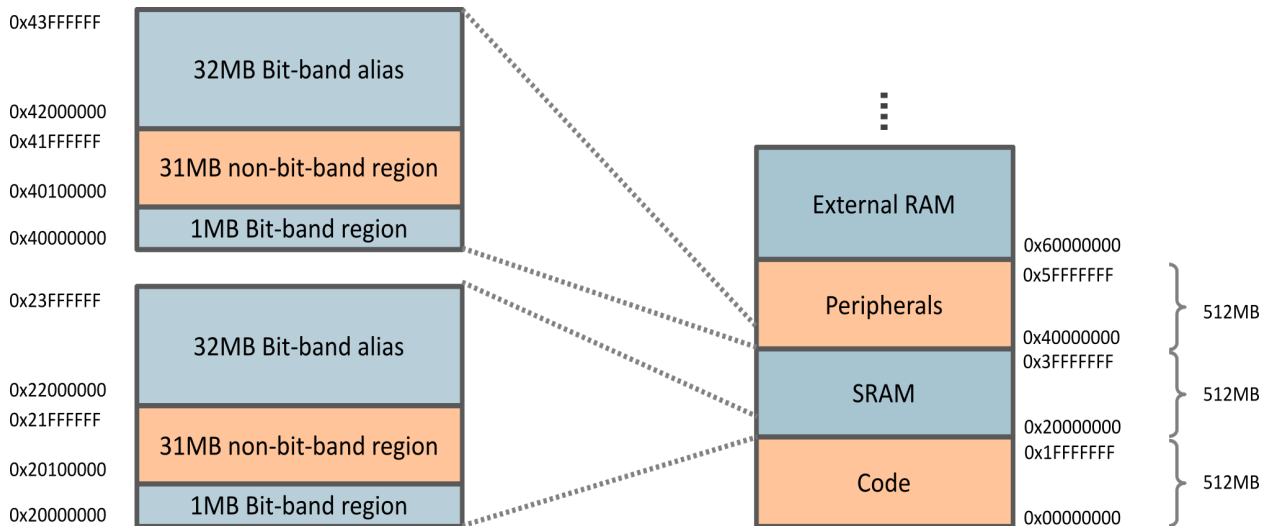 0x43FFFFFF
32MB Bit-band alias
0x42000000
0x41FFFFFF
31MB non-bit-band region
0x40100000
1MB Bit-band region
0x40000000
0x23FFFFFF
32MB Bit-band alias
0x22000000
0x21FFFFFF
31MB non-bit-band region
0x20100000
1MB Bit-band region
0x20000000
External RAM
0x60000000
0x5FFFFFFF
Peripherals
512MB
0x40000000
0x3FFFFFFF
SRAM
512MB
0x20000000
0x1FFFFFFF
Code
512MB
0x00000000